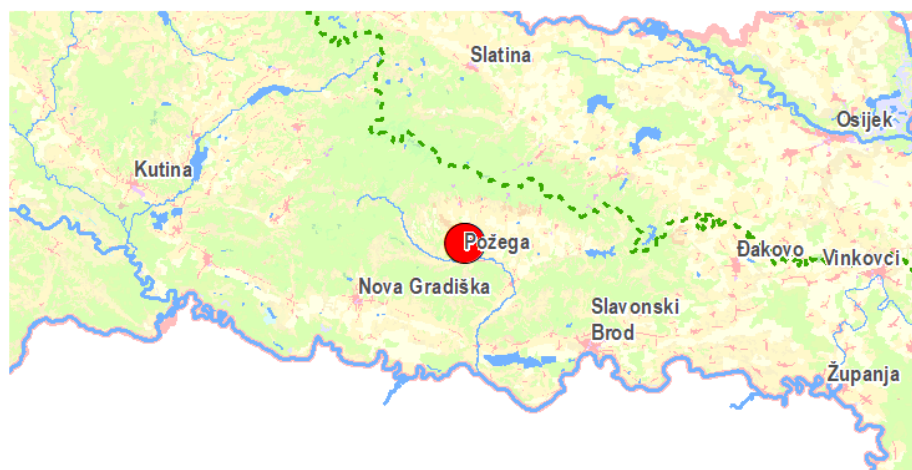 Slatina
Osijek
Kutina
Požega
Đakovo
Vinkovci
Nova Gradiška
Slavonski
Brod
Županja